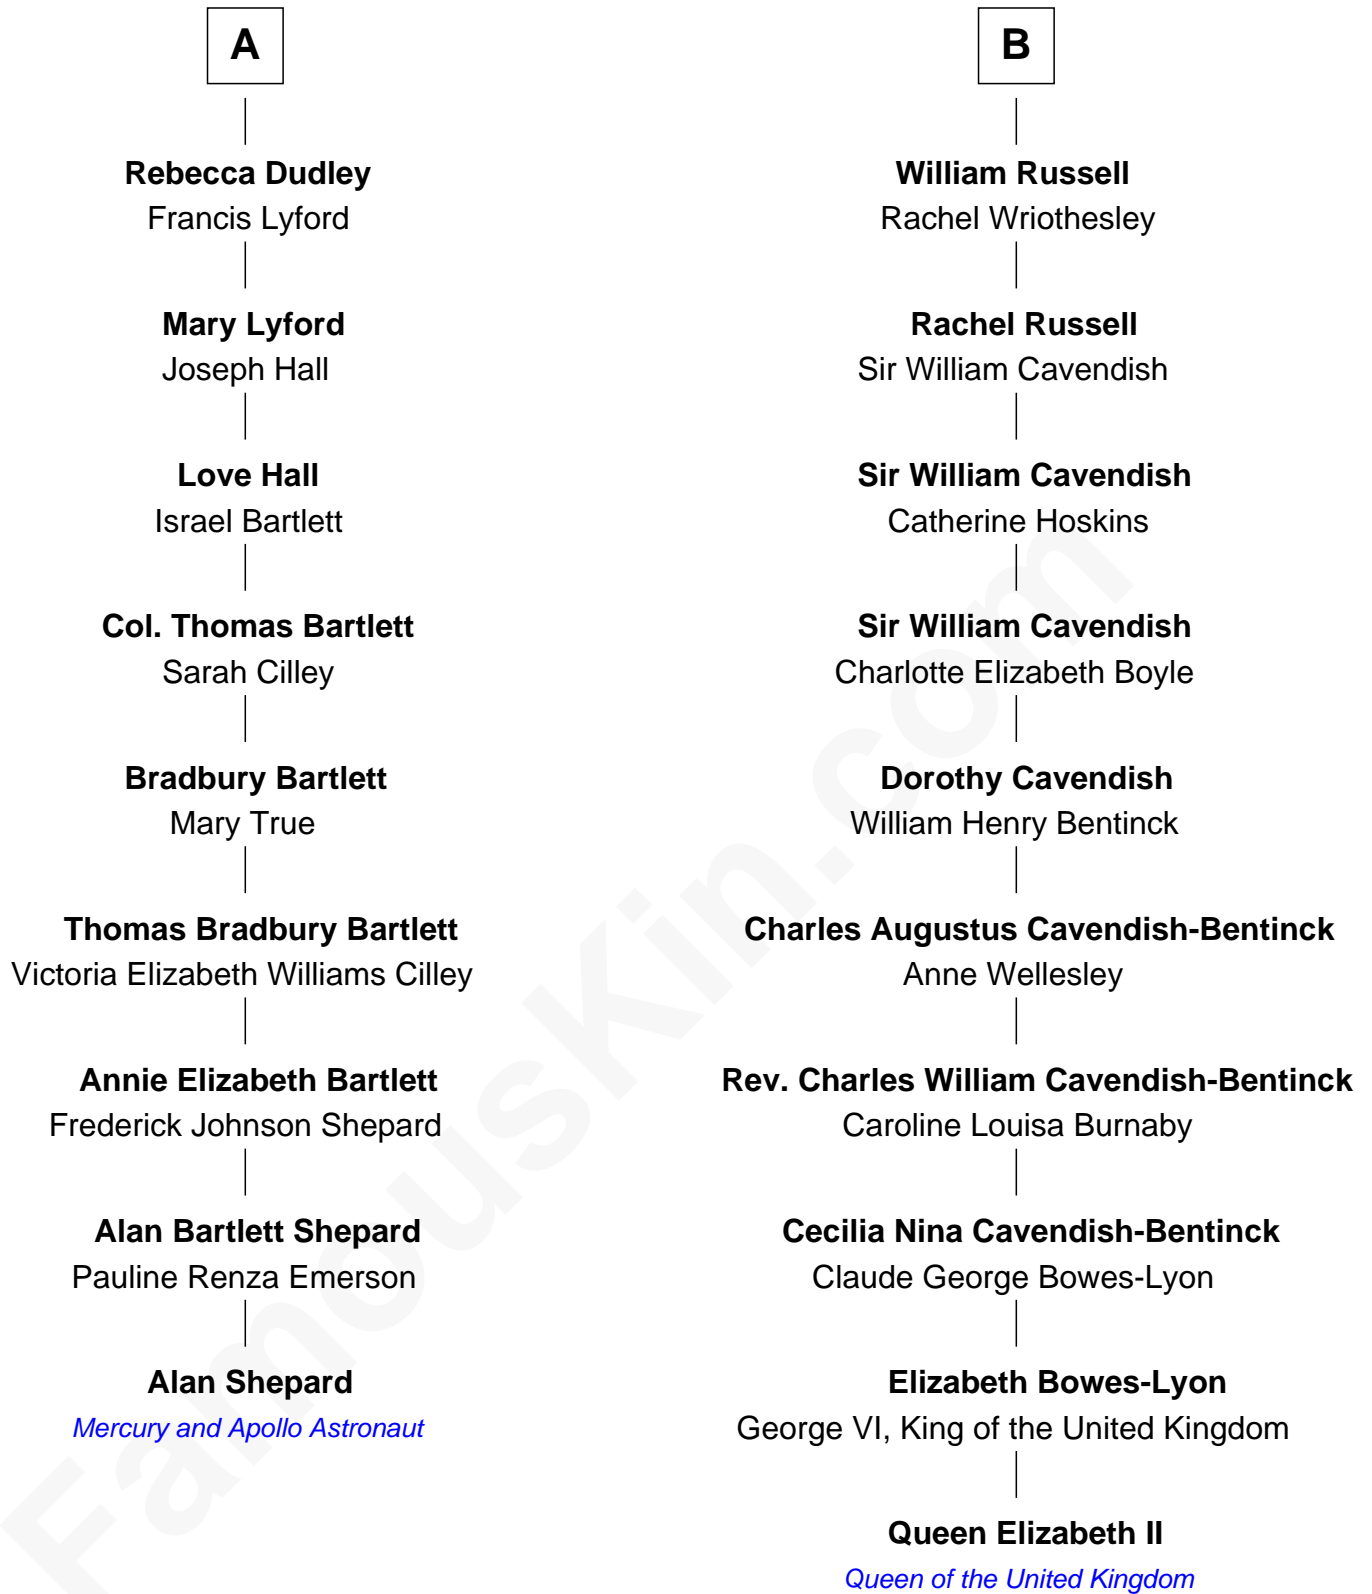 A
Rebecca Dudley
Francis Lyford
Mary Lyford
Joseph Hall
Love Hall
Israel Bartlett
Col. Thomas Bartlett
Sarah Cilley
Bradbury Bartlett
Mary True
Thomas Bradbury Bartlett
Victoria Elizabeth Williams Cilley
Annie Elizabeth Bartlett
Frederick Johnson Shepard
Alan Bartlett Shepard
Pauline Renza Emerson
Alan Shepard
Mercury and Apollo Astronaut
B
William Russell
Rachel Wriothesley
Rachel Russell
Sir William Cavendish
Sir William Cavendish
Catherine Hoskins
Sir William Cavendish
Charlotte Elizabeth Boyle
Dorothy Cavendish
William Henry Bentinck
Charles Augustus Cavendish-Bentinck
Anne Wellesley
Rev. Charles William Cavendish-Bentinck
Caroline Louisa Burnaby
Cecilia Nina Cavendish-Bentinck
Claude George Bowes-Lyon
Elizabeth Bowes-Lyon
George VI, King of the United Kingdom
Queen Elizabeth II
Queen of the United Kingdom
FamousKin.com